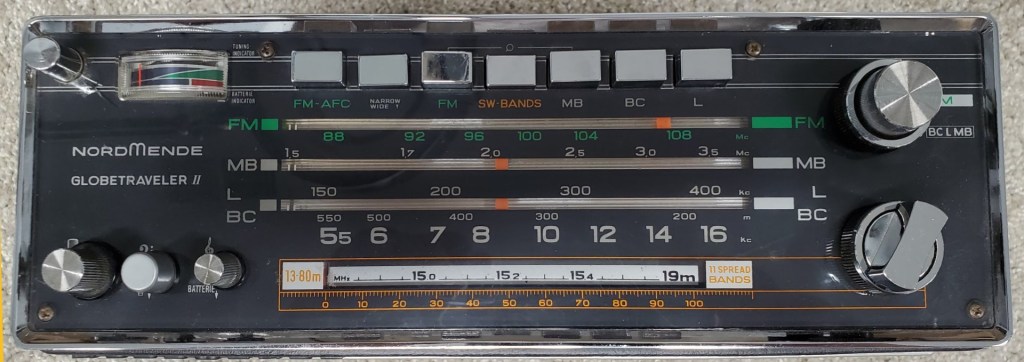 TUNING
INDICATOR
BATTERIE
INDICATOR
FM-AFC NARROW FM SW-BANDS MB BC L
WIDE
FM 88 92 96 100 104 108 Mc FM
NORDMENDE
GLOBETRAVELER II
MB 1,5 1,7 2,0 2,5 3,0 3,5 Mc MB
L 150 200 300 400 kc L
BC 550 500 400 300 200 m BC
55 6 7 8 10 12 14 16 kc
13-80m MHz 15,0 15,2 15,4 19m 11 SPREAD
BANDS
0 10 20 30 40 50 60 70 80 90 100
BATTERIE
BC L MB